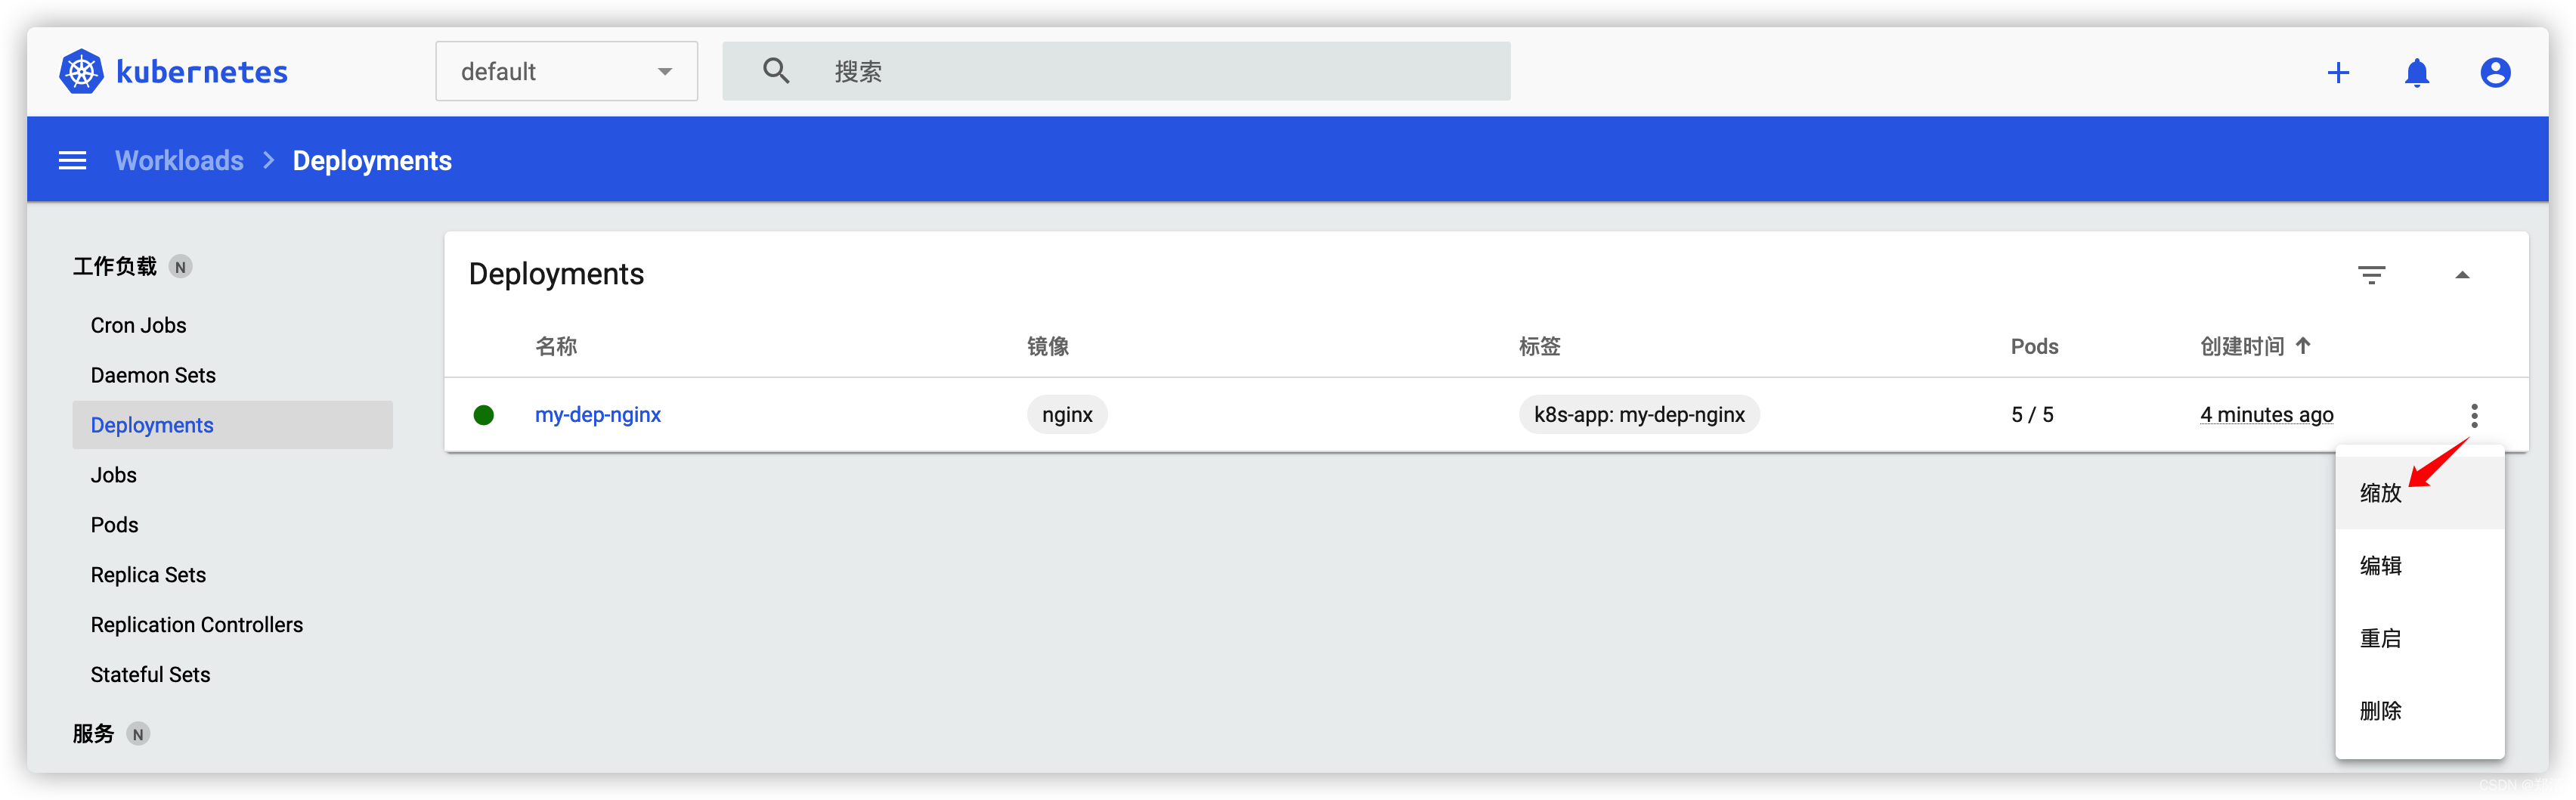 kubernetes
default
搜索
Workloads > Deployments
工作负载 N
Cron Jobs
Daemon Sets
Deployments
Jobs
Pods
Replica Sets
Replication Controllers
Stateful Sets
服务 N
Deployments
名称 镜像 标签 Pods 创建时间
my-dep-nginx nginx k8s-app: my-dep-nginx 5 / 5 4 minutes ago
缩放
编辑
重启
删除